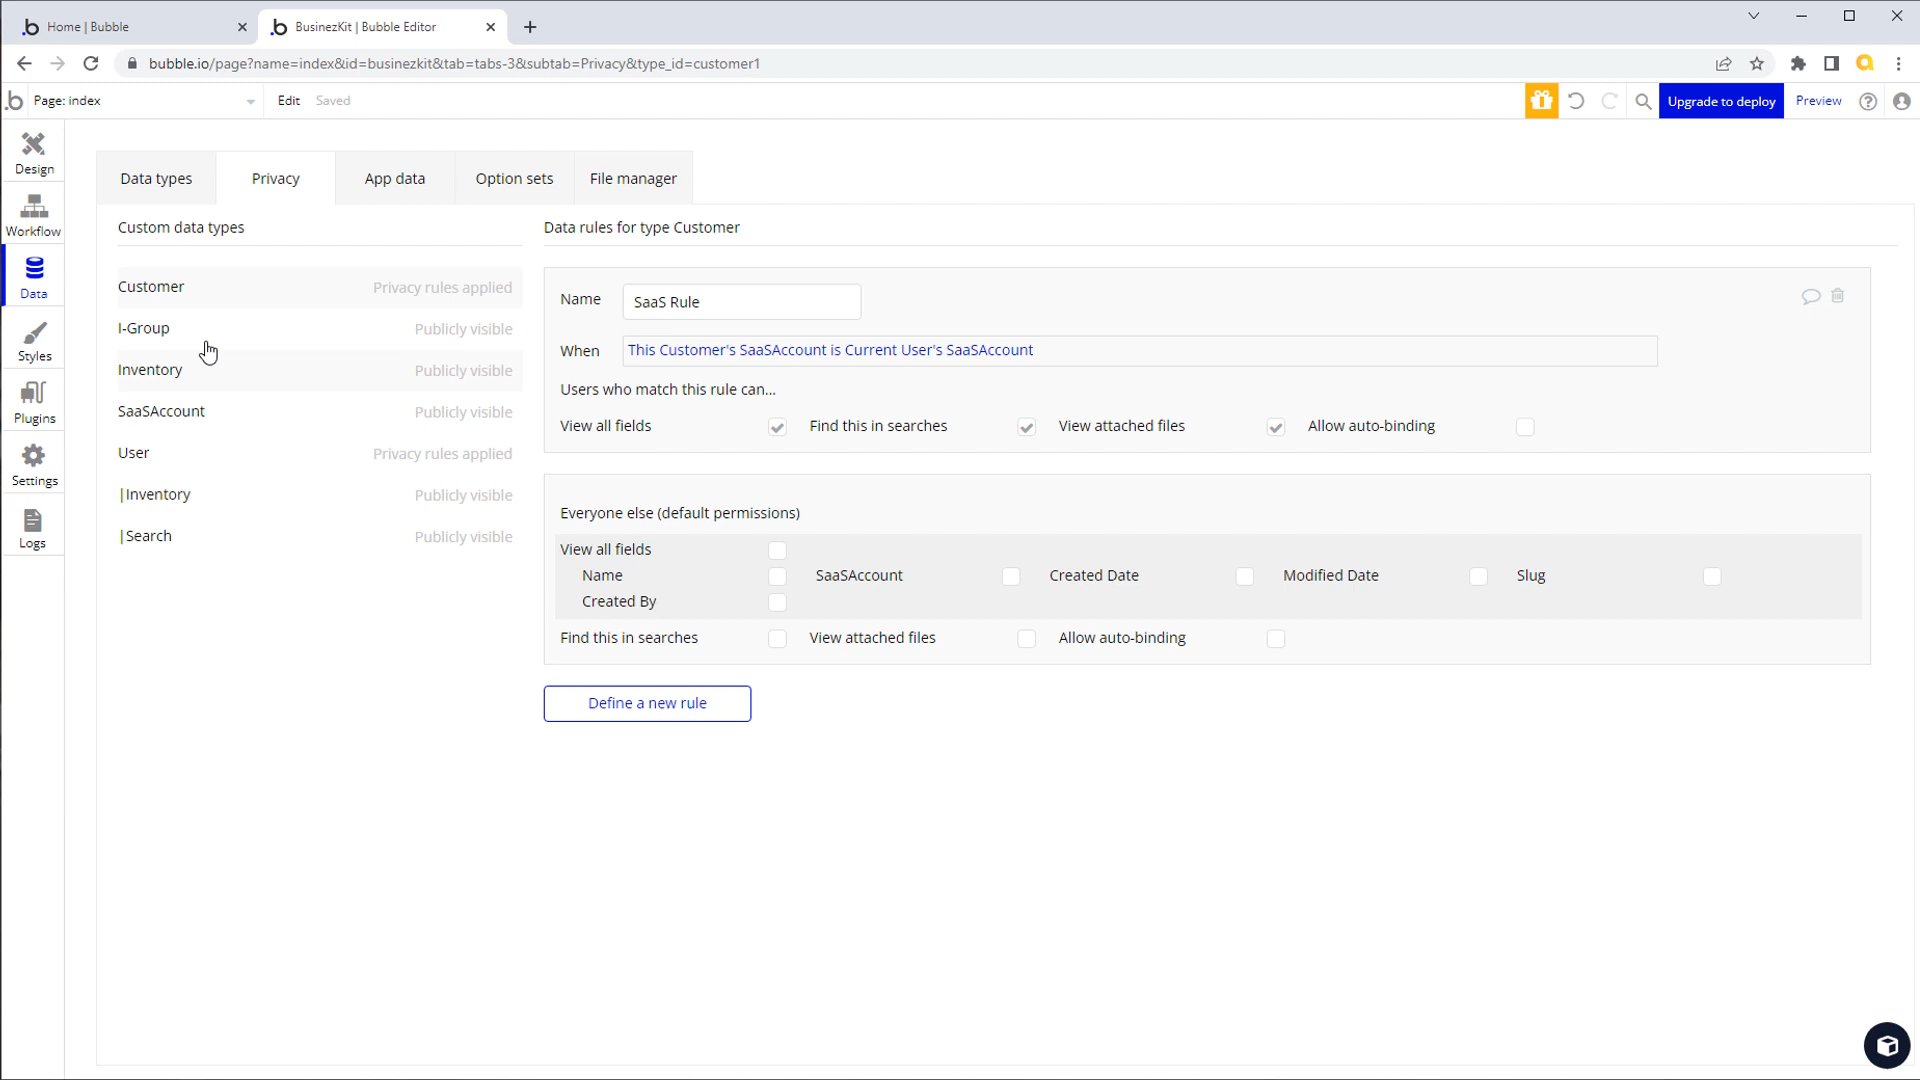 Home | Bubble
BusinezKit | Bubble Editor
bubble.io/page?name=index&id=businezkit&tab=tabs-3&subtab=Privacy&type_id=customer1
Page: index
Edit
Saved
Upgrade to deploy
Preview
Design
Workflow
Data
Styles
Plugins
Settings
Logs
Data types
Privacy
App data
Option sets
File manager
Custom data types
Customer Privacy rules applied
I-Group Publicly visible
Inventory Publicly visible
SaaSAccount Publicly visible
User Privacy rules applied
|Inventory Publicly visible
|Search Publicly visible
Data rules for type Customer
Name SaaS Rule
When This Customer's SaaSAccount is Current User's SaaSAccount
Users who match this rule can...
View all fields Find this in searches View attached files Allow auto-binding
Everyone else (default permissions)
View all fields
Name SaaSAccount Created Date Modified Date Slug
Created By
Find this in searches View attached files Allow auto-binding
Define a new rule